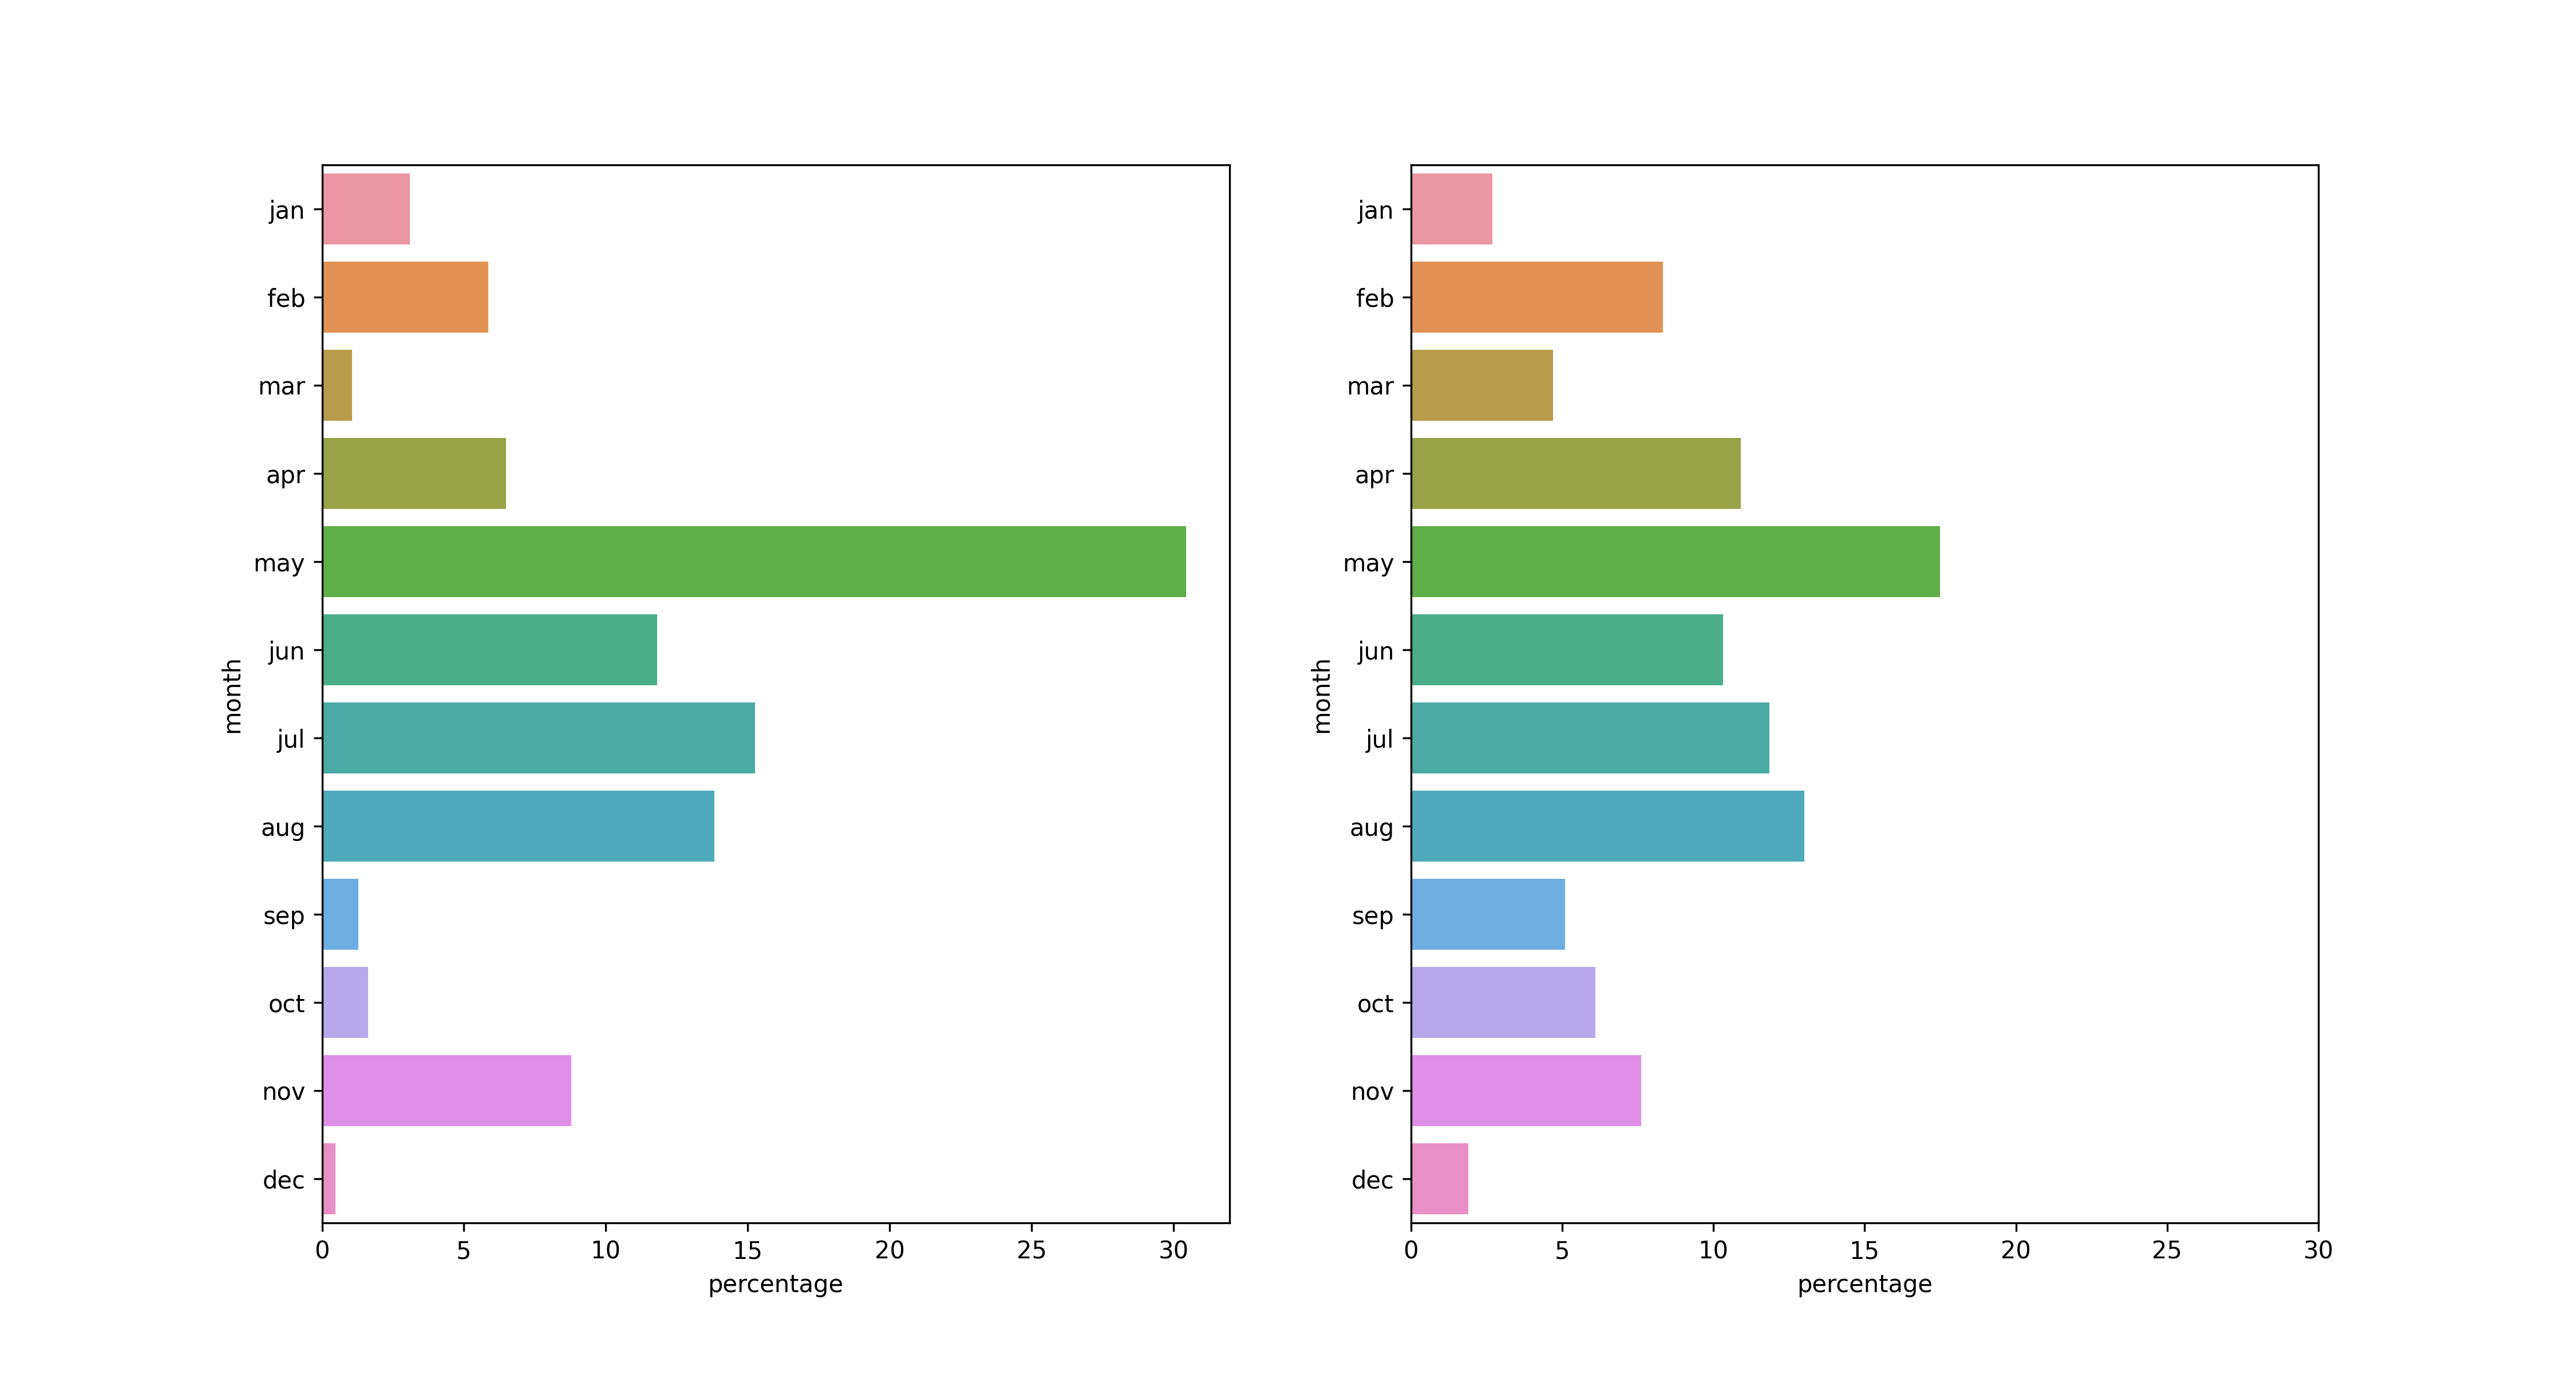 jan
feb
mar
apr
may
jun
jul
aug
sep
oct
nov
dec
month
0 5 10 15 20 25 30
percentage
jan
feb
mar
apr
may
jun
jul
aug
sep
oct
nov
dec
month
0 5 10 15 20 25 30
percentage